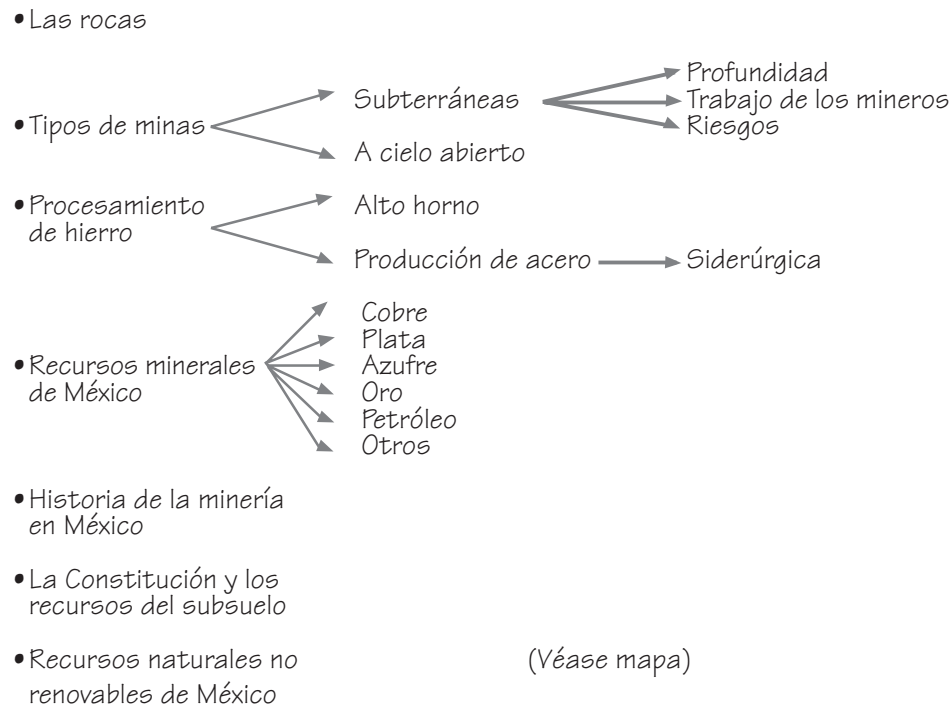 • Las rocas
Profundidad
Subterráneas
Trabajo de los mineros
• Tipos de minas
Riesgos
A cielo abierto
• Procesamiento
de hierro
Alto horno
Producción de acero
Siderúrgica
Cobre
Plata
• Recursos minerales
de México
Azufre
Oro
Petróleo
Otros
• Historia de la minería
en México
• La Constitución y los
recursos del subsuelo
• Recursos naturales no
renovables de México
(Véase mapa)